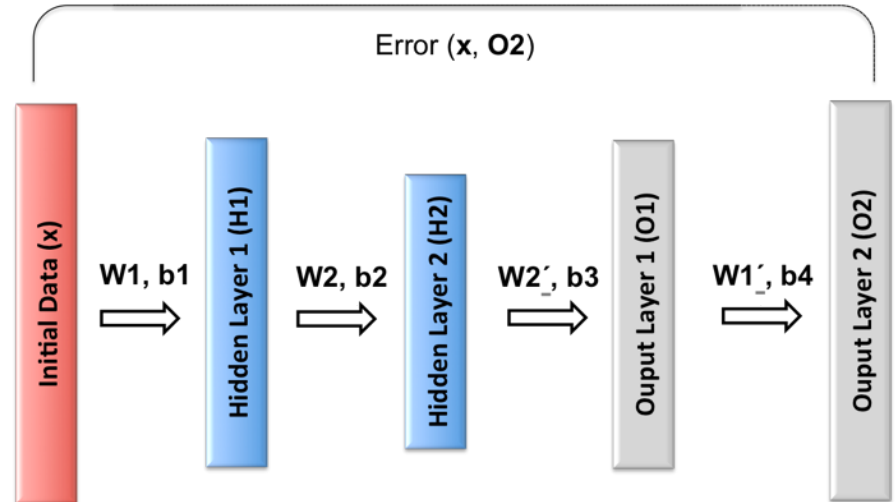 Error (x, O2)
Initial Data (x)
W1, b1
Hidden Layer 1 (H1)
W2, b2
Hidden Layer 2 (H2)
W2´, b3
Ouput Layer 1 (O1)
W1´, b4
Ouput Layer 2 (O2)